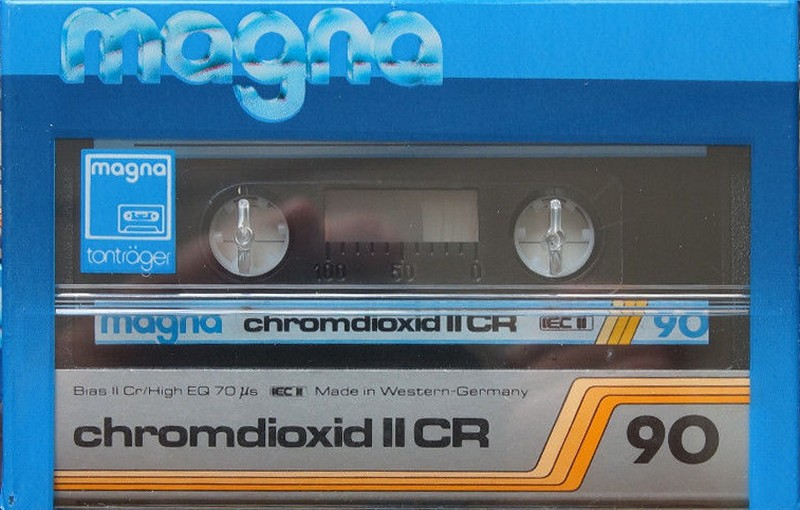 magna
magna
tonträger
100 50 0
magna chromdioxid II CR IEC II 90
Bias II Cr/High EQ 70 µs IEC II Made in Western-Germany
chromdioxid II CR 90